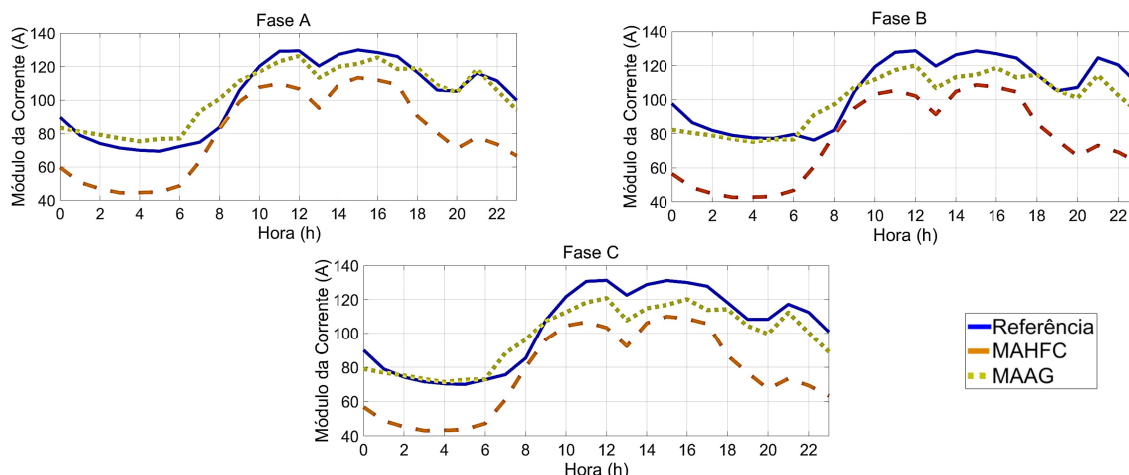 Fase A
Módulo da Corrente (A)
140
120
100
80
60
40
0 2 4 6 8 10 12 14 16 18 20 22
Hora (h)
Fase B
Módulo da Corrente (A)
140
120
100
80
60
40
0 2 4 6 8 10 12 14 16 18 20 22
Hora (h)
Fase C
Módulo da Corrente (A)
140
120
100
80
60
40
0 2 4 6 8 10 12 14 16 18 20 22
Hora (h)
Referência
MAHFC
MAAG